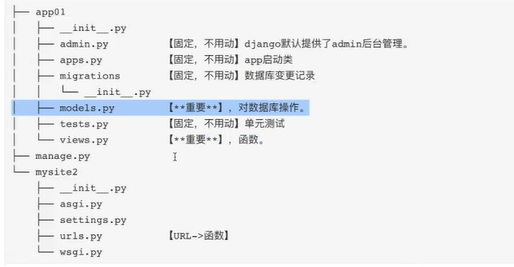 ├── app01
│   ├── __init__.py
│   ├── admin.py 【固定，不用动】django默认提供了admin后台管理。
│   ├── apps.py 【固定，不用动】app启动类
│   ├── migrations 【固定，不用动】数据库变更记录
│   │   └── __init__.py
│   ├── models.py 【**重要**】，对数据库操作。
│   ├── tests.py 【固定，不用动】单元测试
│   └── views.py 【**重要**】，函数。
├── manage.py
└── mysite2
    ├── __init__.py
    ├── asgi.py
    ├── settings.py
    ├── urls.py 【URL->函数】
    └── wsgi.py